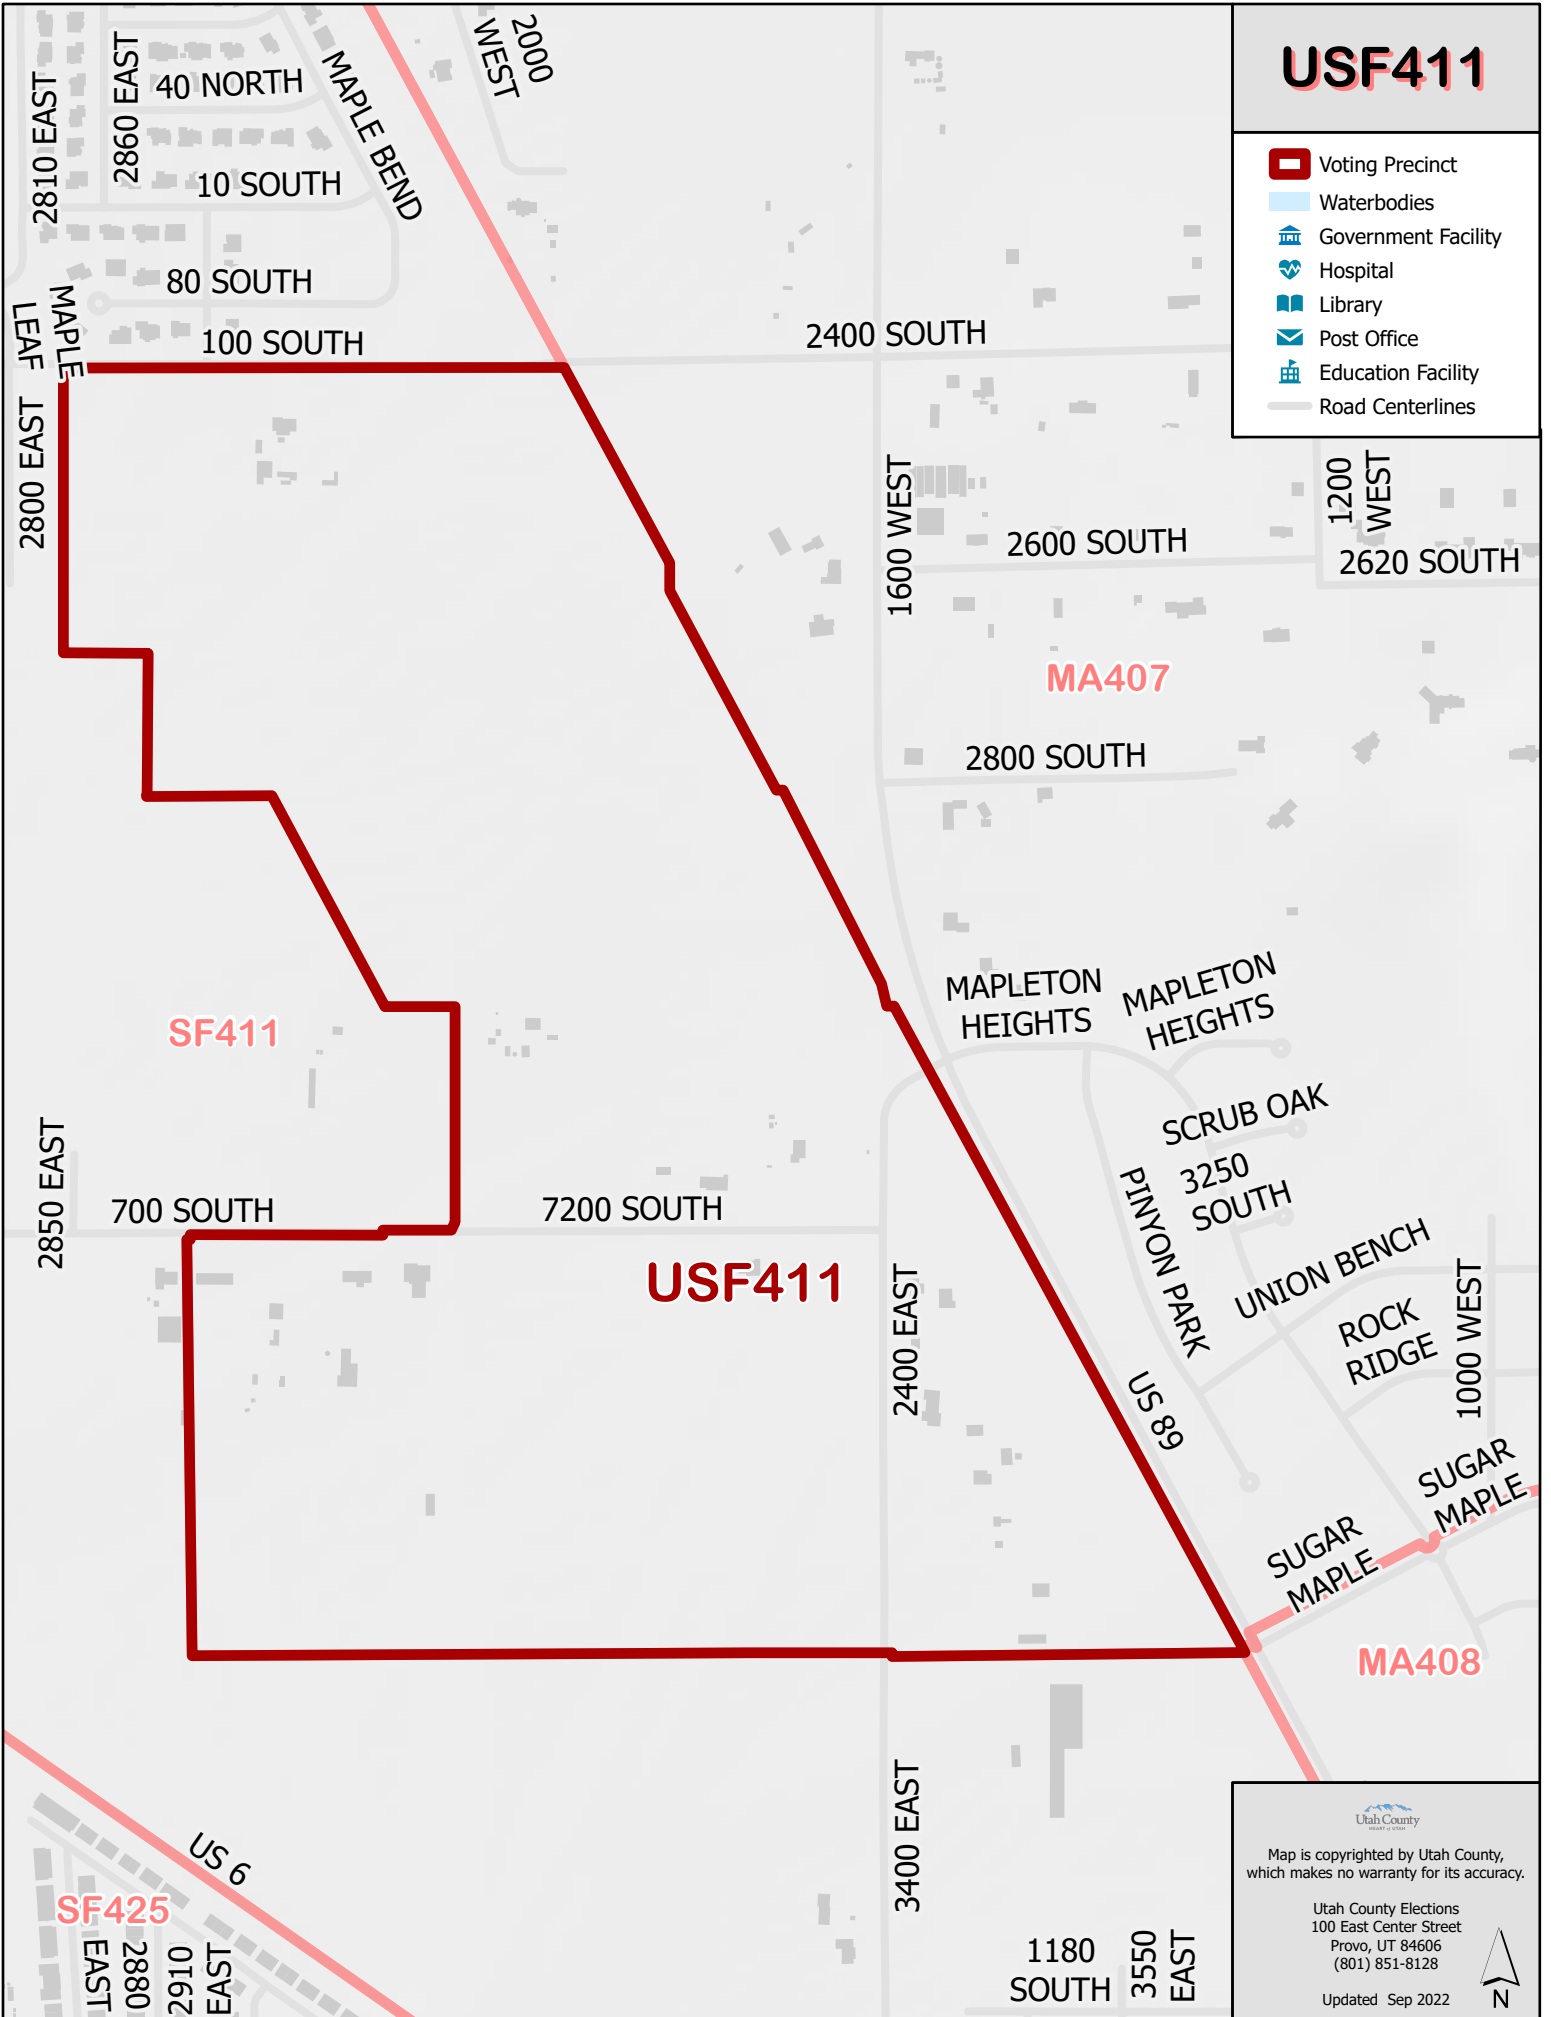 USF411
Voting Precinct
Waterbodies
Government Facility
Hospital
Library
Post Office
Education Facility
Road Centerlines
2000
WEST
MAPLE BEND
2810 EAST
2860 EAST
40 NORTH
10 SOUTH
80 SOUTH
MAPLE
LEAF
100 SOUTH
2400 SOUTH
2800 EAST
1600 WEST
1200
WEST
2600 SOUTH
2620 SOUTH
MA407
2800 SOUTH
MAPLETON
HEIGHTS
MAPLETON
HEIGHTS
SF411
SCRUB OAK
3250
SOUTH
2850 EAST
700 SOUTH
7200 SOUTH
PINYON PARK
UNION BENCH
USF411
2400 EAST
ROCK
RIDGE
1000 WEST
US 89
SUGAR
MAPLE
SUGAR
MAPLE
MA408
3400 EAST
US 6
SF425
2880
EAST
2910
EAST
1180
SOUTH
3550
EAST
Utah County
HEART of UTAH
Map is copyrighted by Utah County,
which makes no warranty for its accuracy.
Utah County Elections
100 East Center Street
Provo, UT 84606
(801) 851-8128
Updated Sep 2022
N